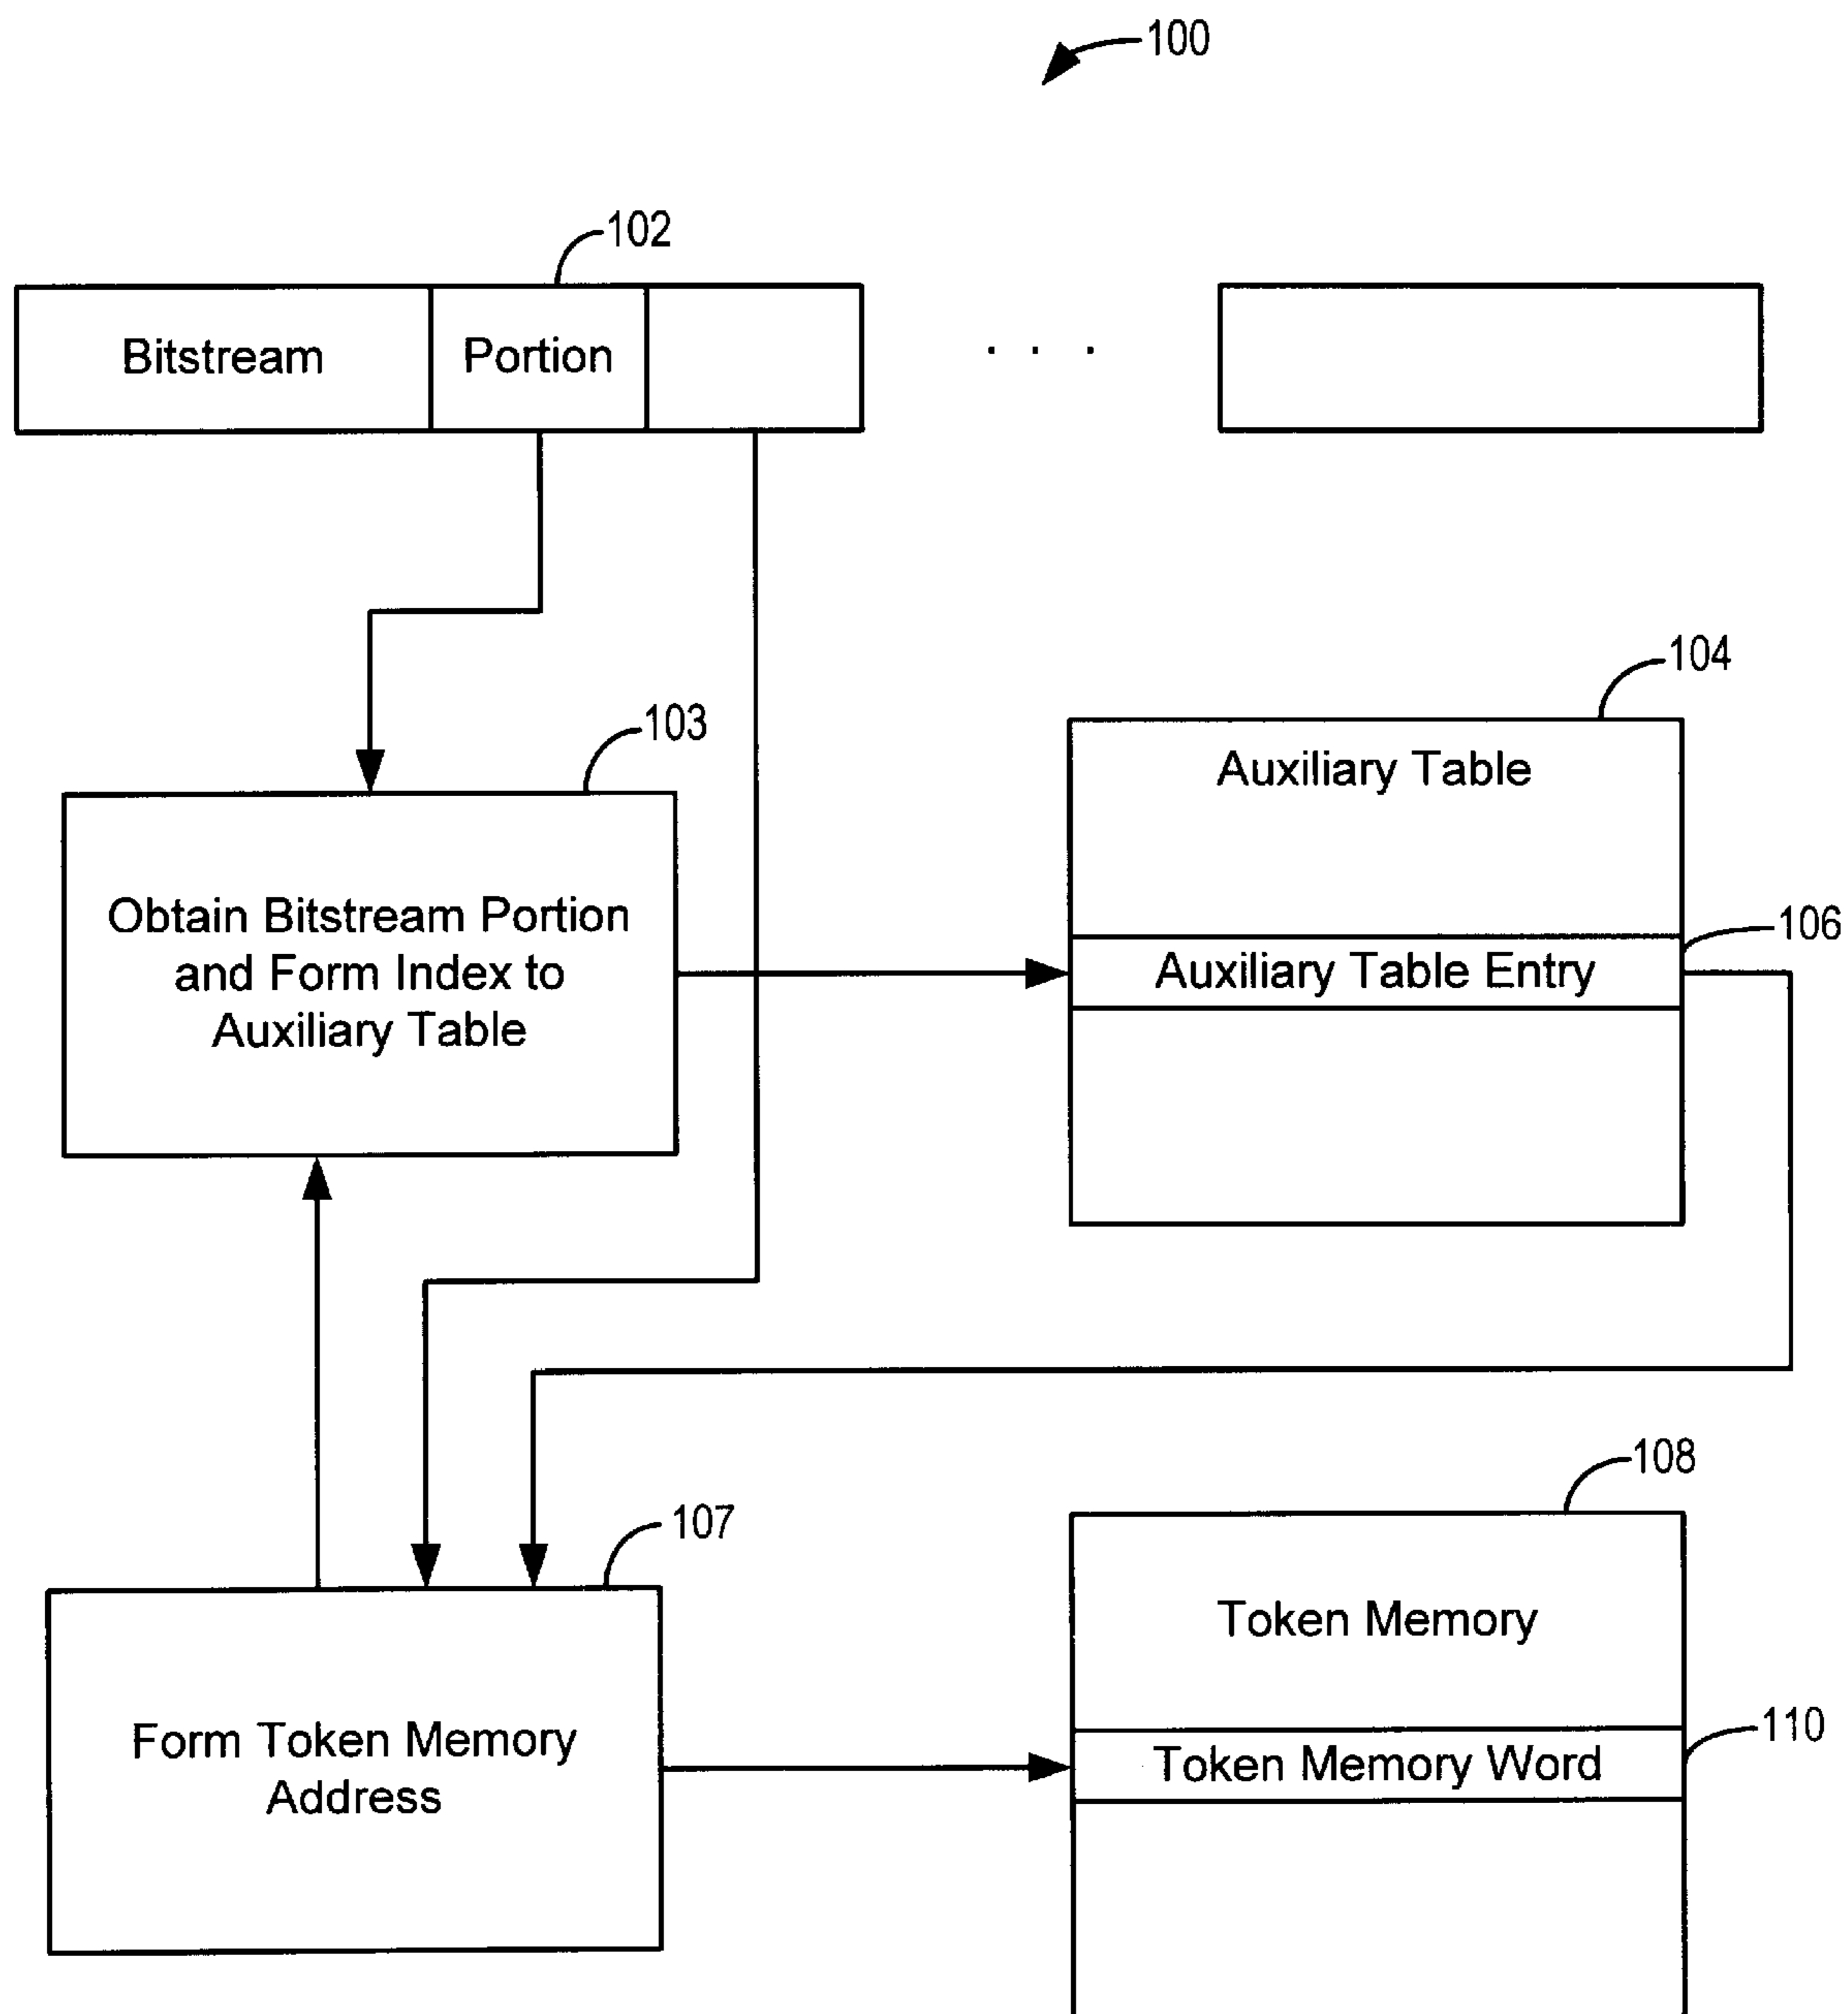 100
102
Bitstream
Portion
. . .
104
103
Auxiliary Table
Obtain Bitstream Portion
and Form Index to
Auxiliary Table
106
Auxiliary Table Entry
108
107
Token Memory
Form Token Memory
Address
110
Token Memory Word